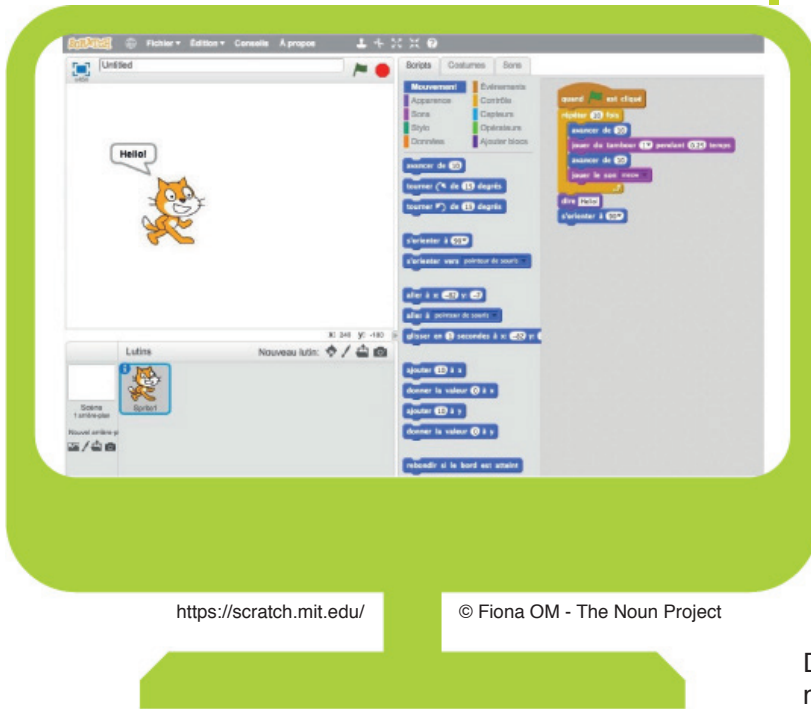 SCRATCH Fichier Édition Conseils À propos
Untitled
Scripts Costumes Sons
Mouvement Événements
Apparence Contrôle
Sons Capteurs
Stylo Opérateurs
Données Ajouter blocs
Hello!
avancer de 10
tourner de 15 degrés
tourner de 15 degrés
s'orienter à 90
s'orienter vers pointeur de souris
aller à x: y:
aller à pointeur de souris
glisser en 1 secondes à x: y:
ajouter 10 à x
donner la valeur 0 à x
ajouter 10 à y
donner la valeur 0 à y
rebondir si le bord est atteint
quand est cliqué
répéter fois
avancer de 10
jouer du tambour pendant 0.25 temps
avancer de 10
jouer le son meow
dire Hello!
s'orienter à 90
X: 240 y: -180
Lutins Nouveau lutin:
Scène
1 arrière-plan
Nouvel arrière-p
Sprite1
https://scratch.mit.edu/ © Fiona OM - The Noun Project